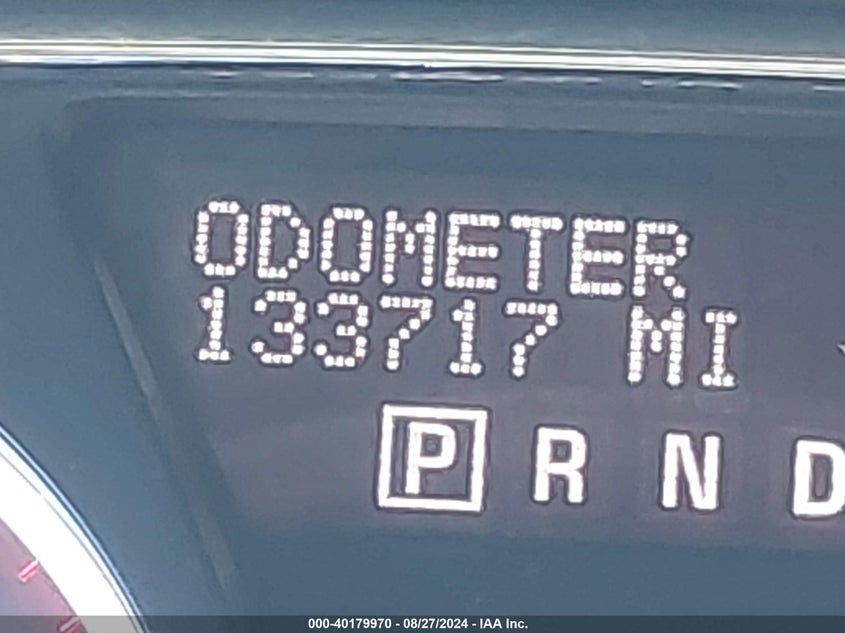 ODOMETER
133717 MI
P R N D
000-40179970 - 08/27/2024 - IAA Inc.